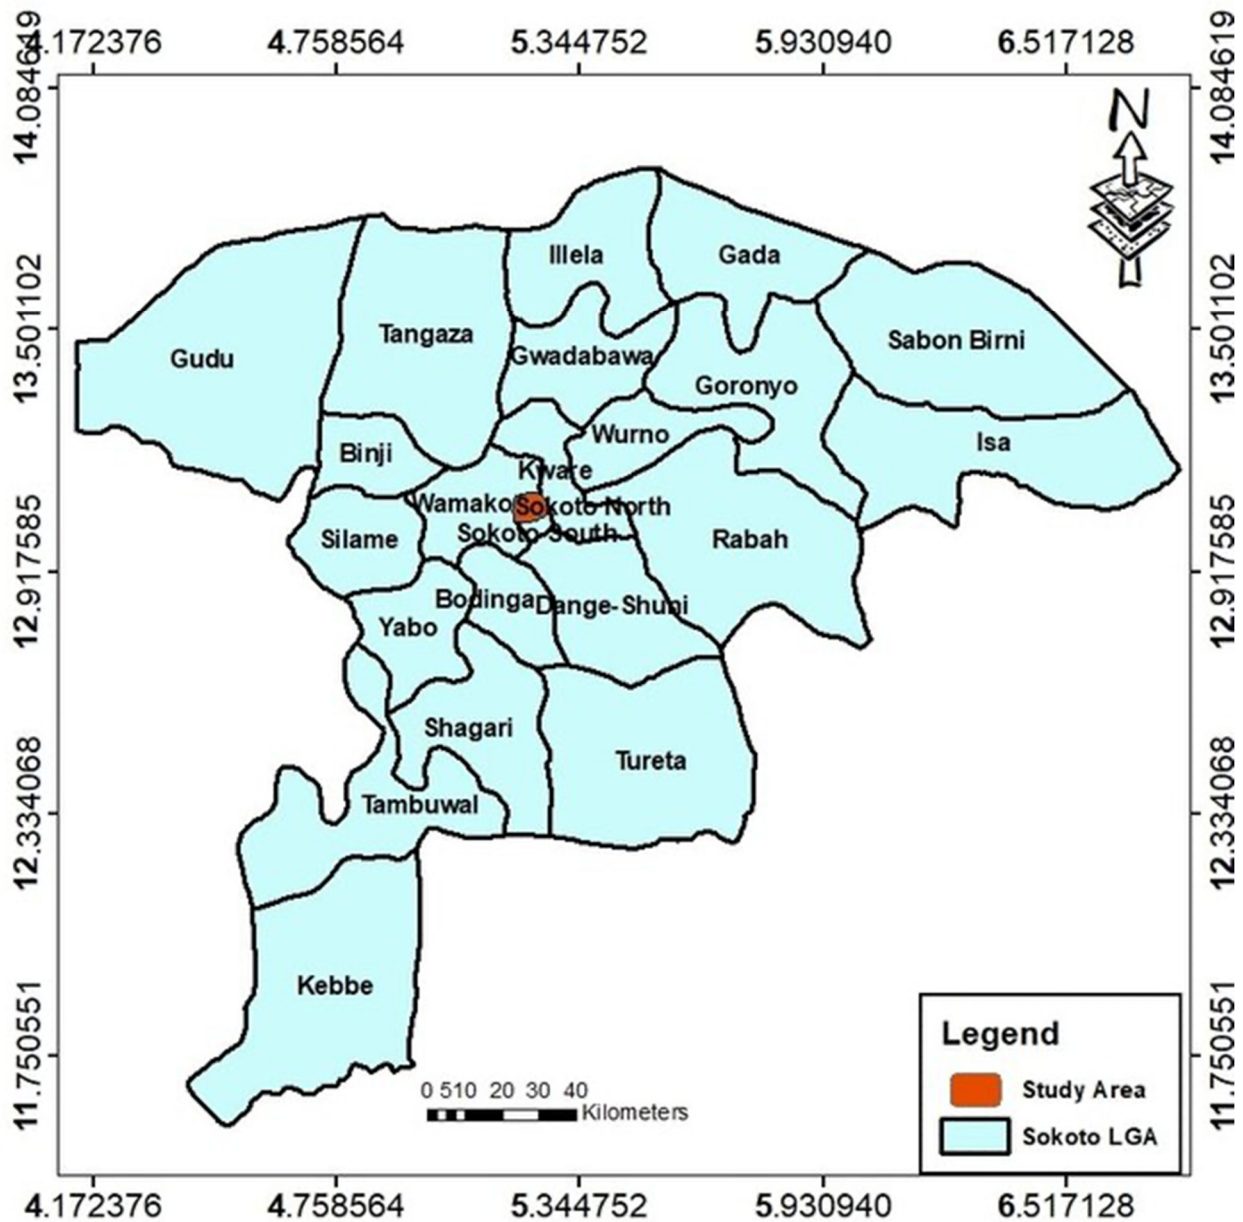 4.172376 4.758564 5.344752 5.930940 6.517128
14.084619 14.084619
N
Illela Gada
13.501102 13.501102
Tangaza Sabon Birni
Gudu Gwadabawa
Goronyo
Binji Wurno Isa
Kware
Wamako Sokoto North
Sokoto South
Silame Rabah
12.917585 12.917585
Bodinga Dange-Shuni
Yabo
Shagari
Tureta
12.334068 12.334068
Tambuwal
Kebbe
11.750551 11.750551
Legend
Study Area
Sokoto LGA
0 5 10 20 30 40
Kilometers
4.172376 4.758564 5.344752 5.930940 6.517128